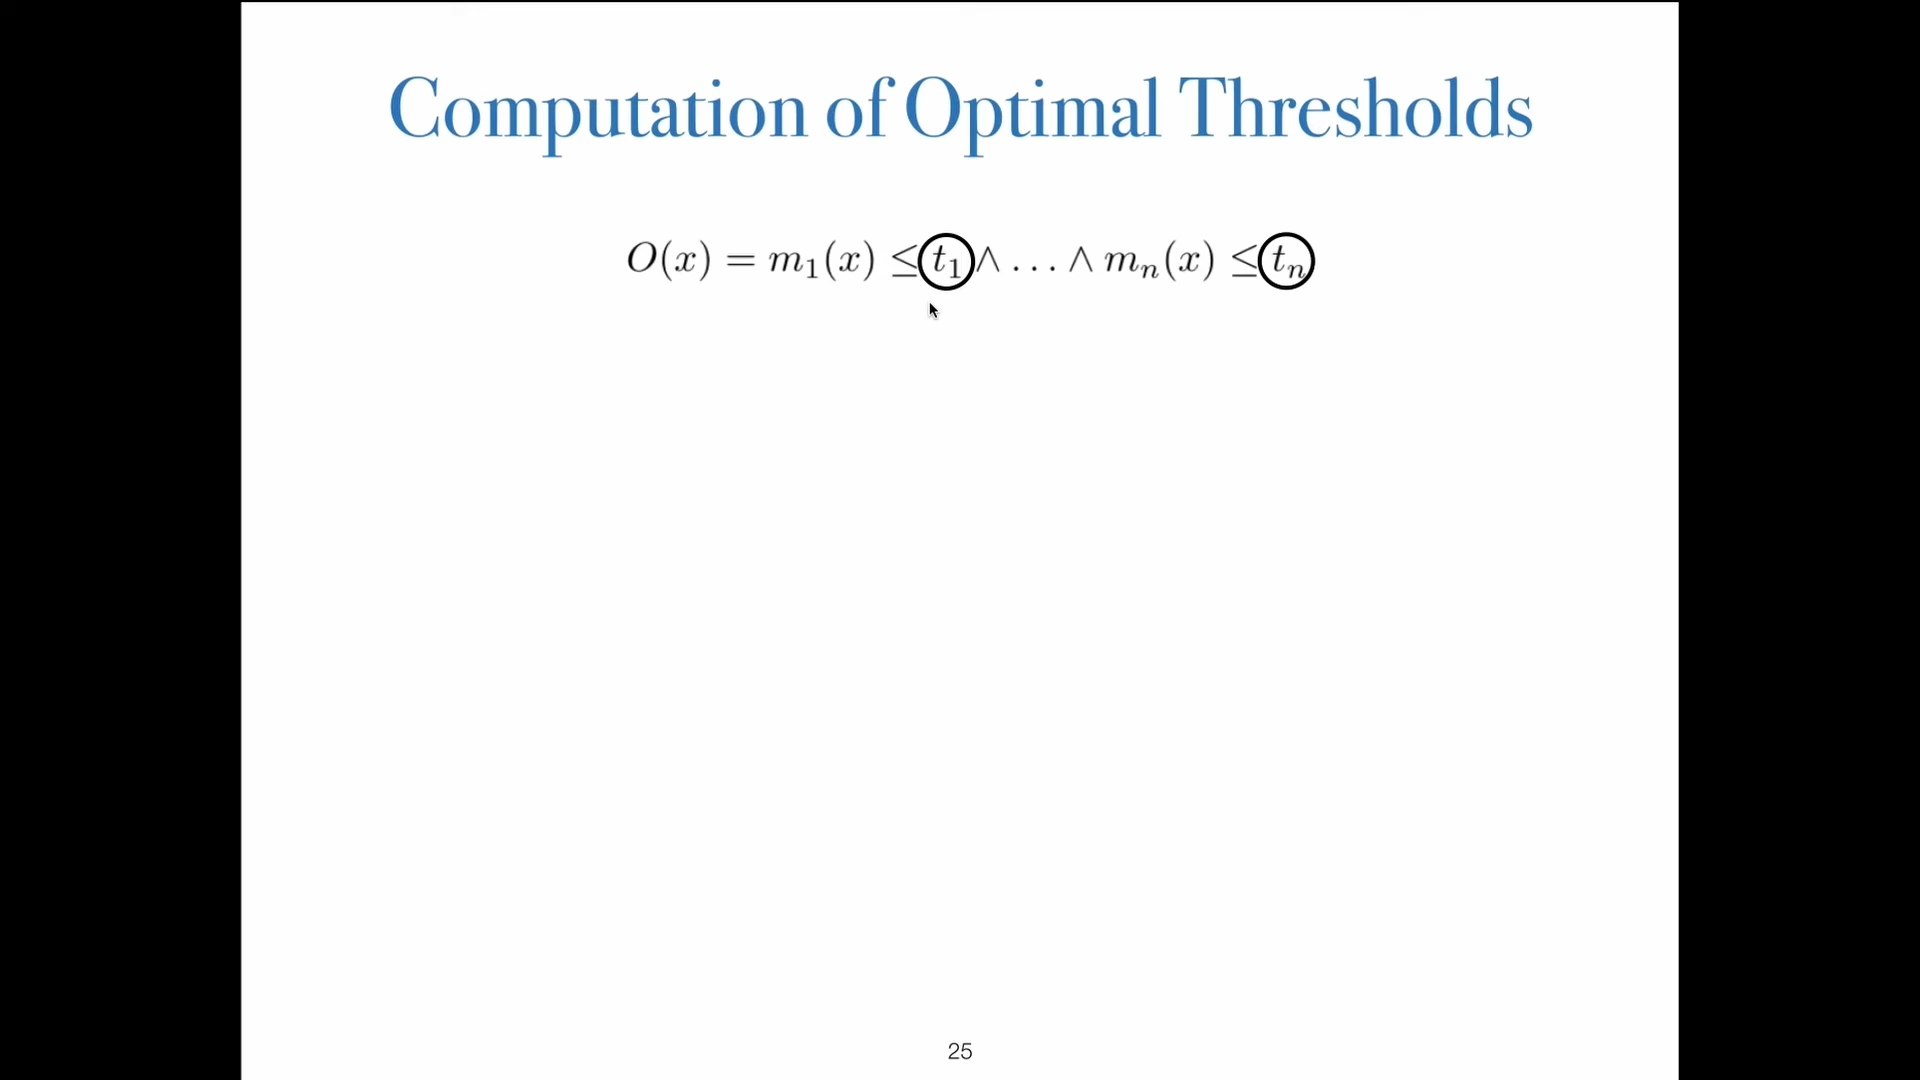 Computation of Optimal Thresholds
O(x) = m₁(x) ≤ t₁ ∧ . . . ∧ mₙ(x) ≤ tₙ
25